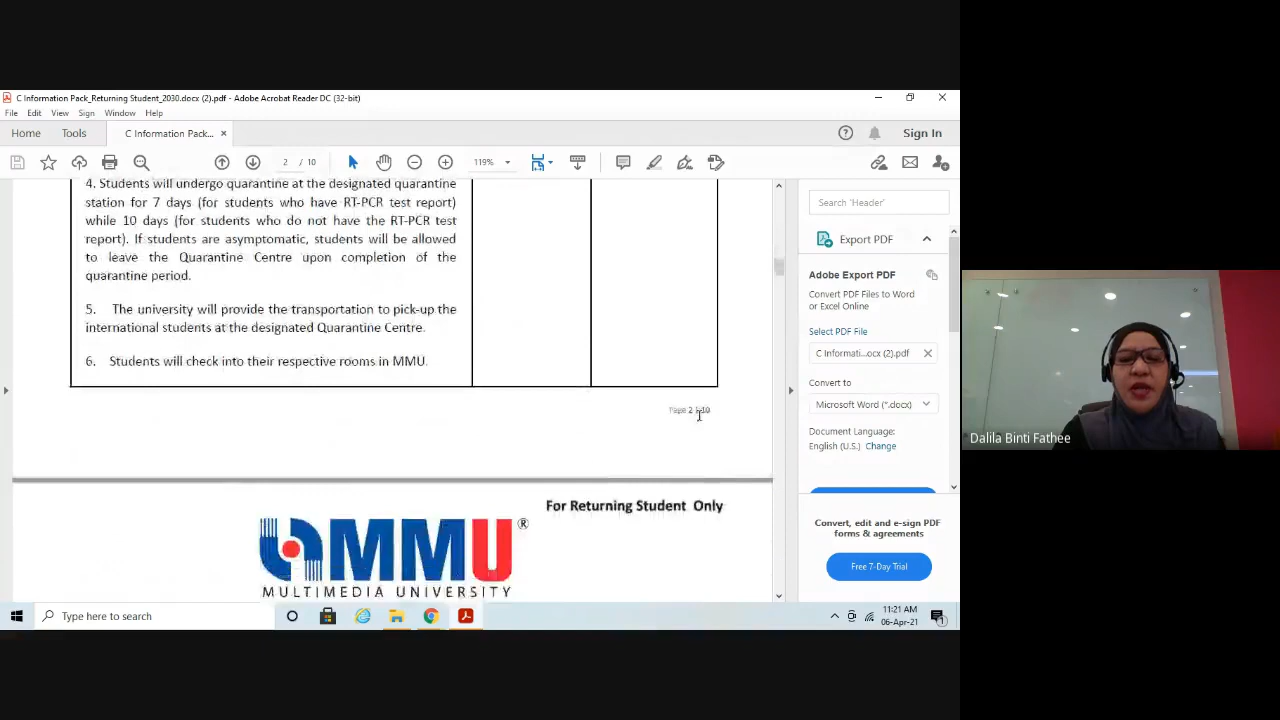 C Information Pack_Returning Student_2030.docx (2).pdf - Adobe Acrobat Reader DC (32-bit)
File Edit View Sign Window Help
Home Tools C Information Pack... × Sign In
2 / 10 119%
4. Students will undergo quarantine at the designated quarantine
station for 7 days (for students who have RT-PCR test report)
while 10 days (for students who do not have the RT-PCR test
report). If students are asymptomatic, students will be allowed
to leave the Quarantine Centre upon completion of the
quarantine period.
5. The university will provide the transportation to pick-up the
international students at the designated Quarantine Centre.
6. Students will check into their respective rooms in MMU.
Page 2 | 10
For Returning Student Only
MMU ®
MULTIMEDIA UNIVERSITY
Search 'Header'
Export PDF
Adobe Export PDF
Convert PDF Files to Word
or Excel Online
Select PDF File
C Informati...ocx (2).pdf
Convert to
Microsoft Word (*.docx)
Document Language:
English (U.S.) Change
Convert, edit and e-sign PDF
forms & agreements
Free 7-Day Trial
Type here to search
11:21 AM
06-Apr-21
1
Dalila Binti Fathee